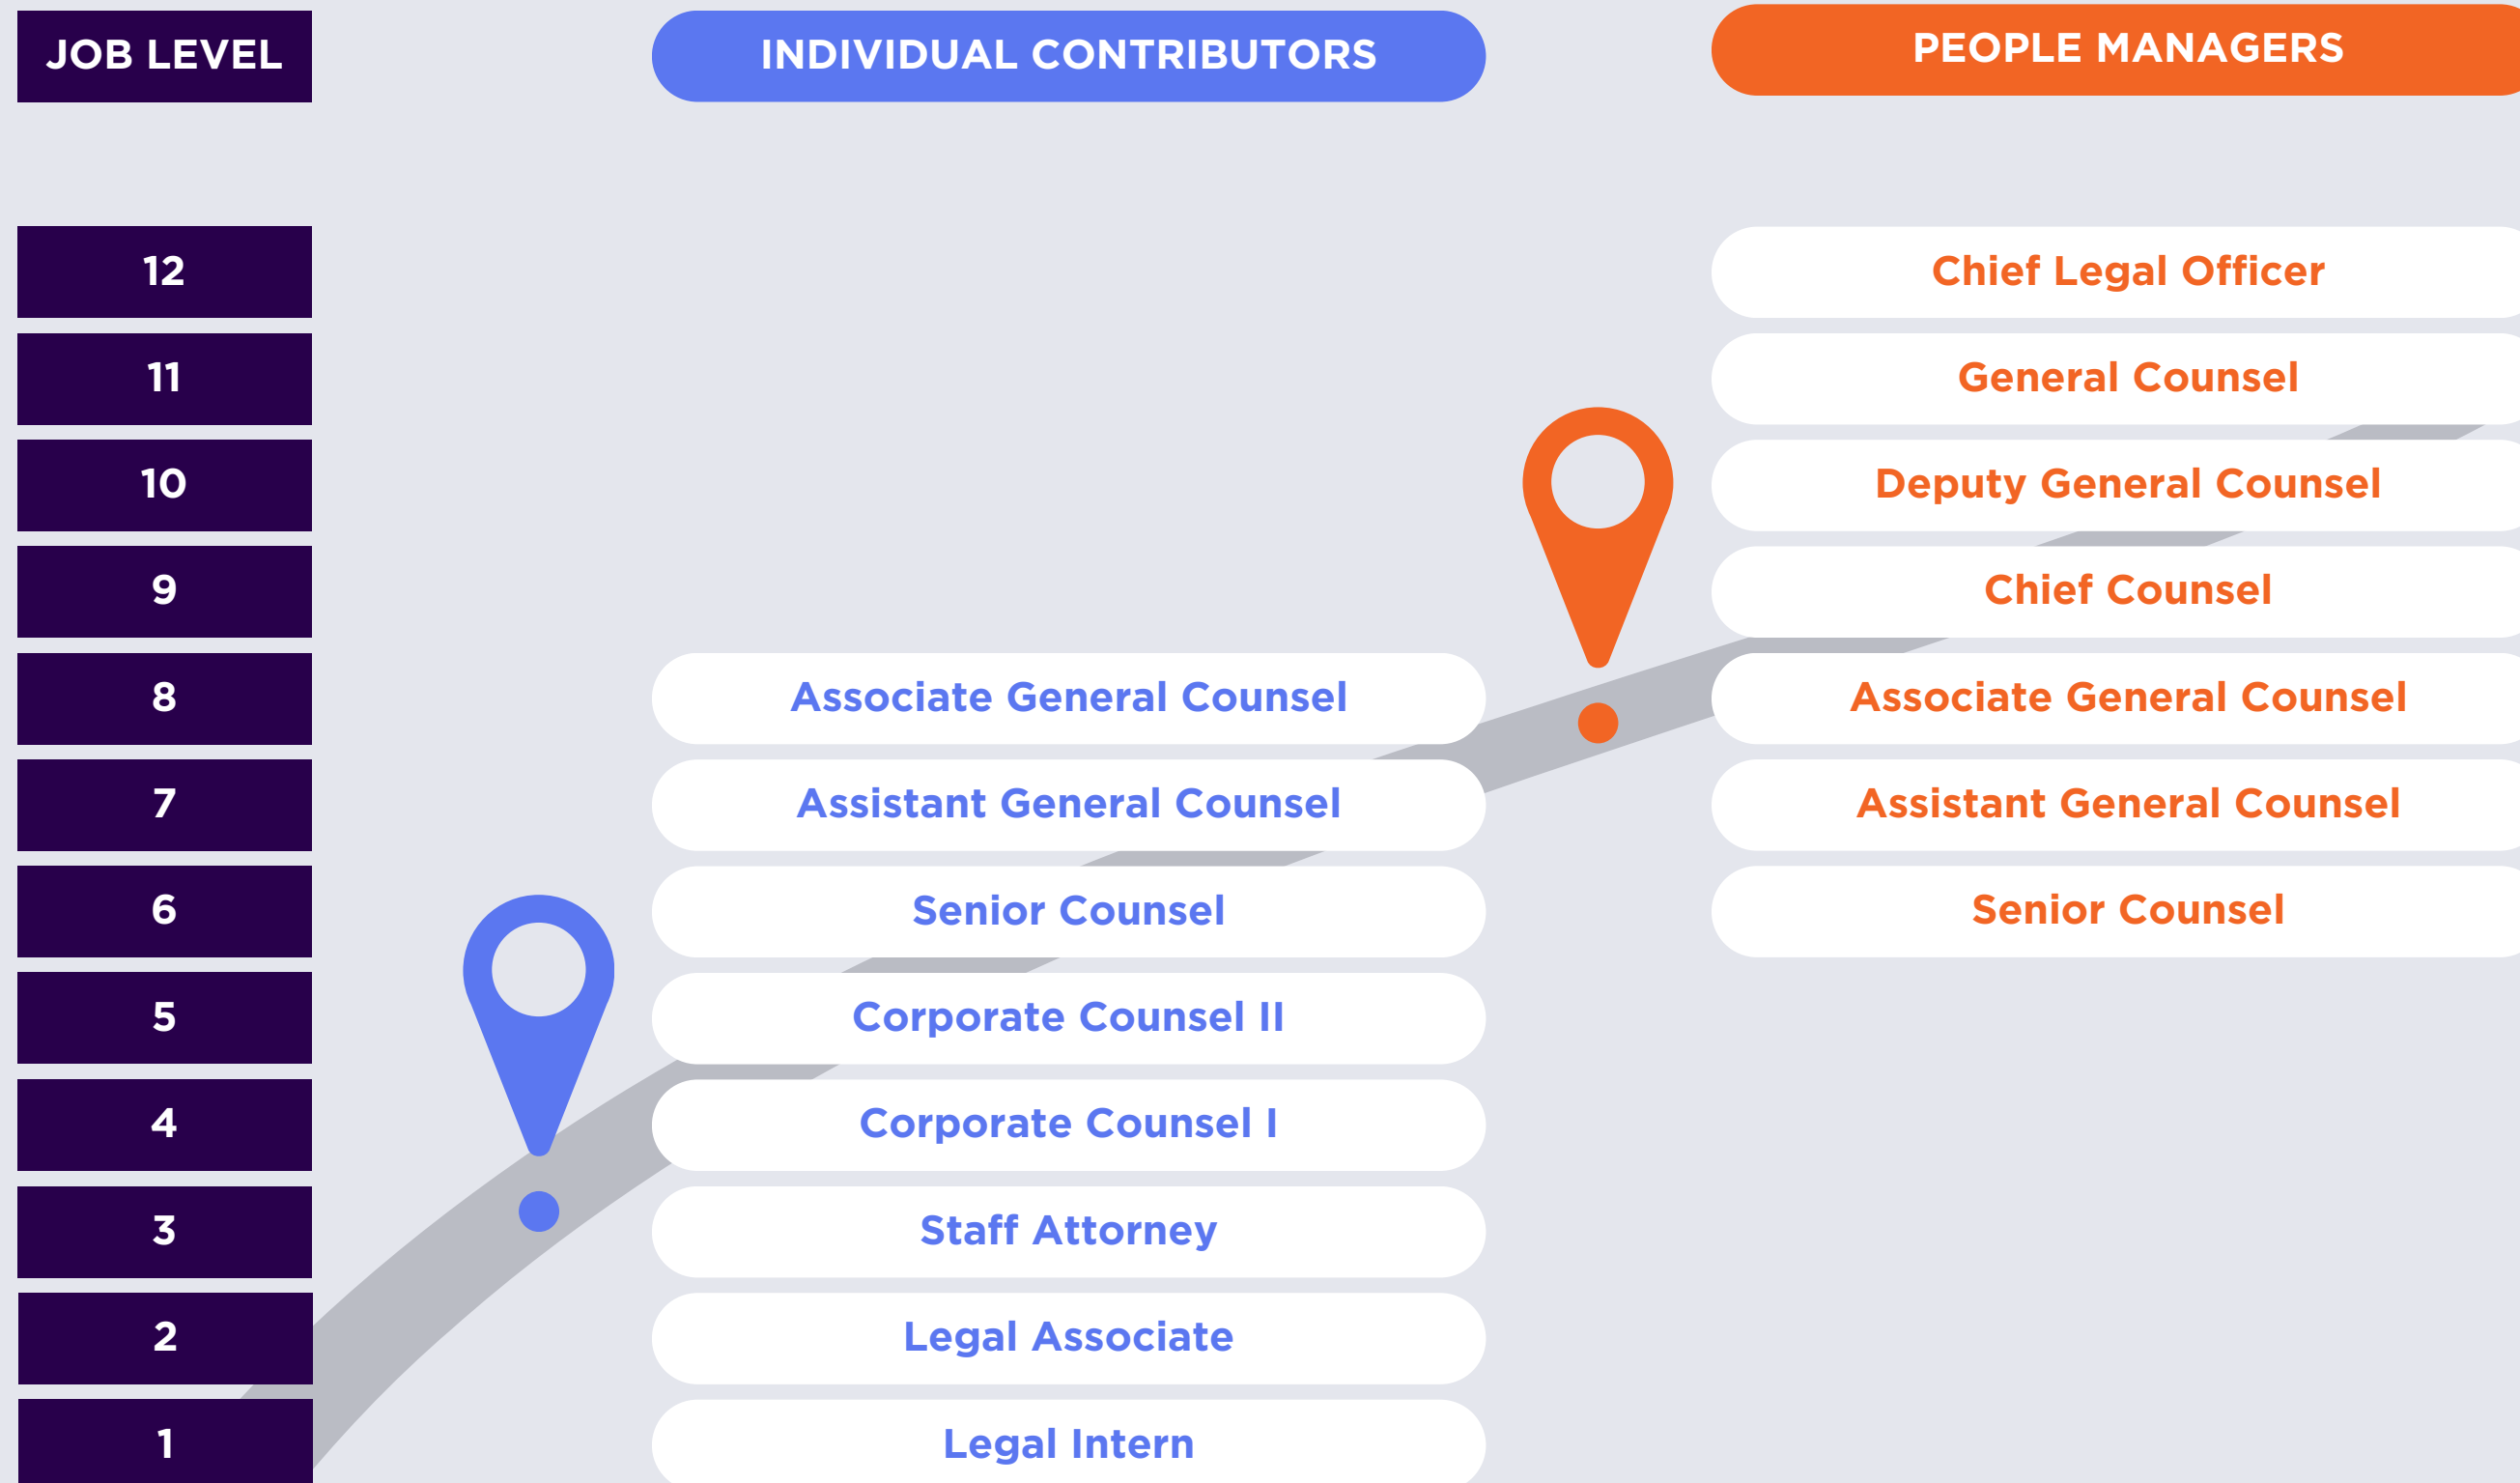 JOB LEVEL INDIVIDUAL CONTRIBUTORS PEOPLE MANAGERS
12 Chief Legal Officer
11 General Counsel
10 Deputy General Counsel
9 Chief Counsel
8 Associate General Counsel Associate General Counsel
7 Assistant General Counsel Assistant General Counsel
6 Senior Counsel Senior Counsel
5 Corporate Counsel II
4 Corporate Counsel I
3 Staff Attorney
2 Legal Associate
1 Legal Intern